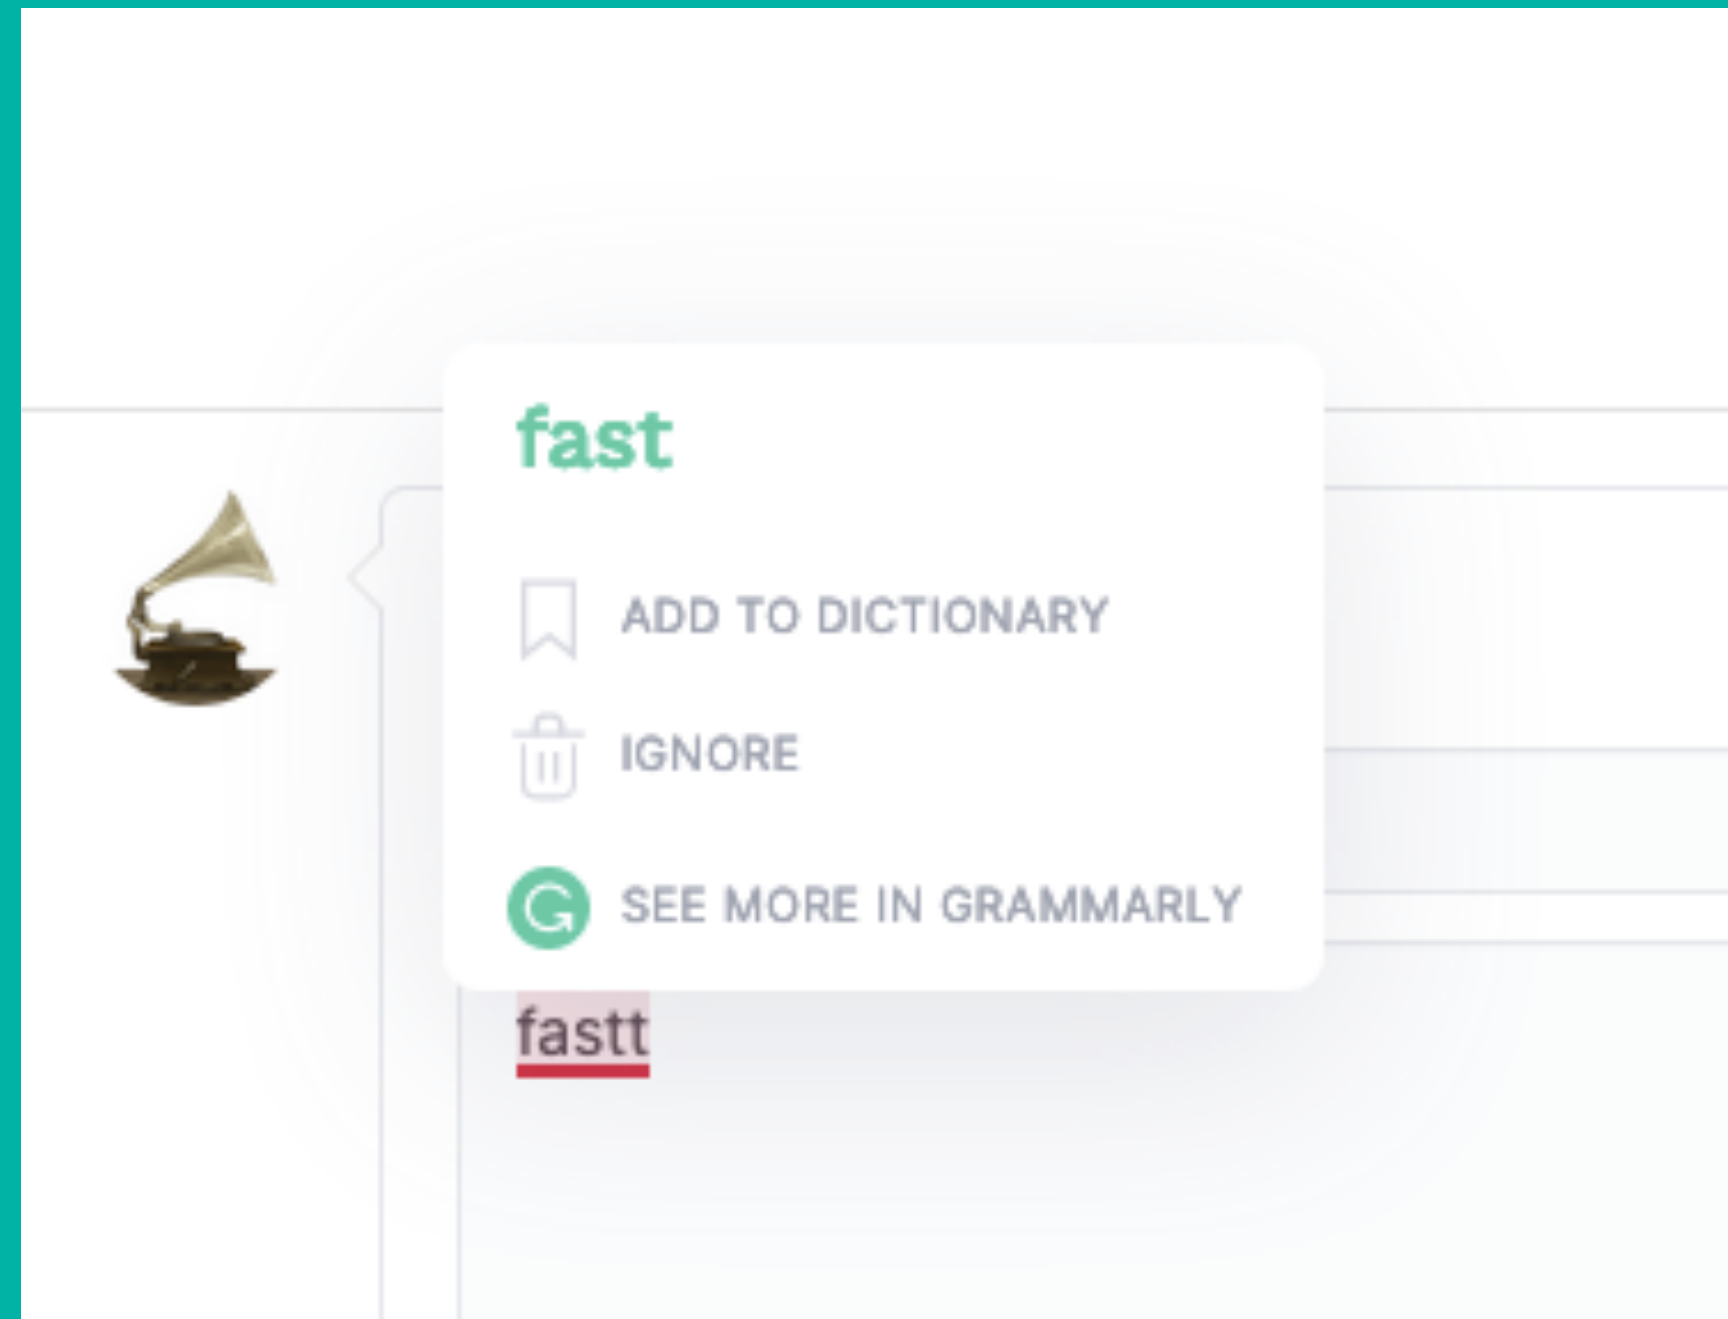 fast
ADD TO DICTIONARY
IGNORE
SEE MORE IN GRAMMARLY
fastt